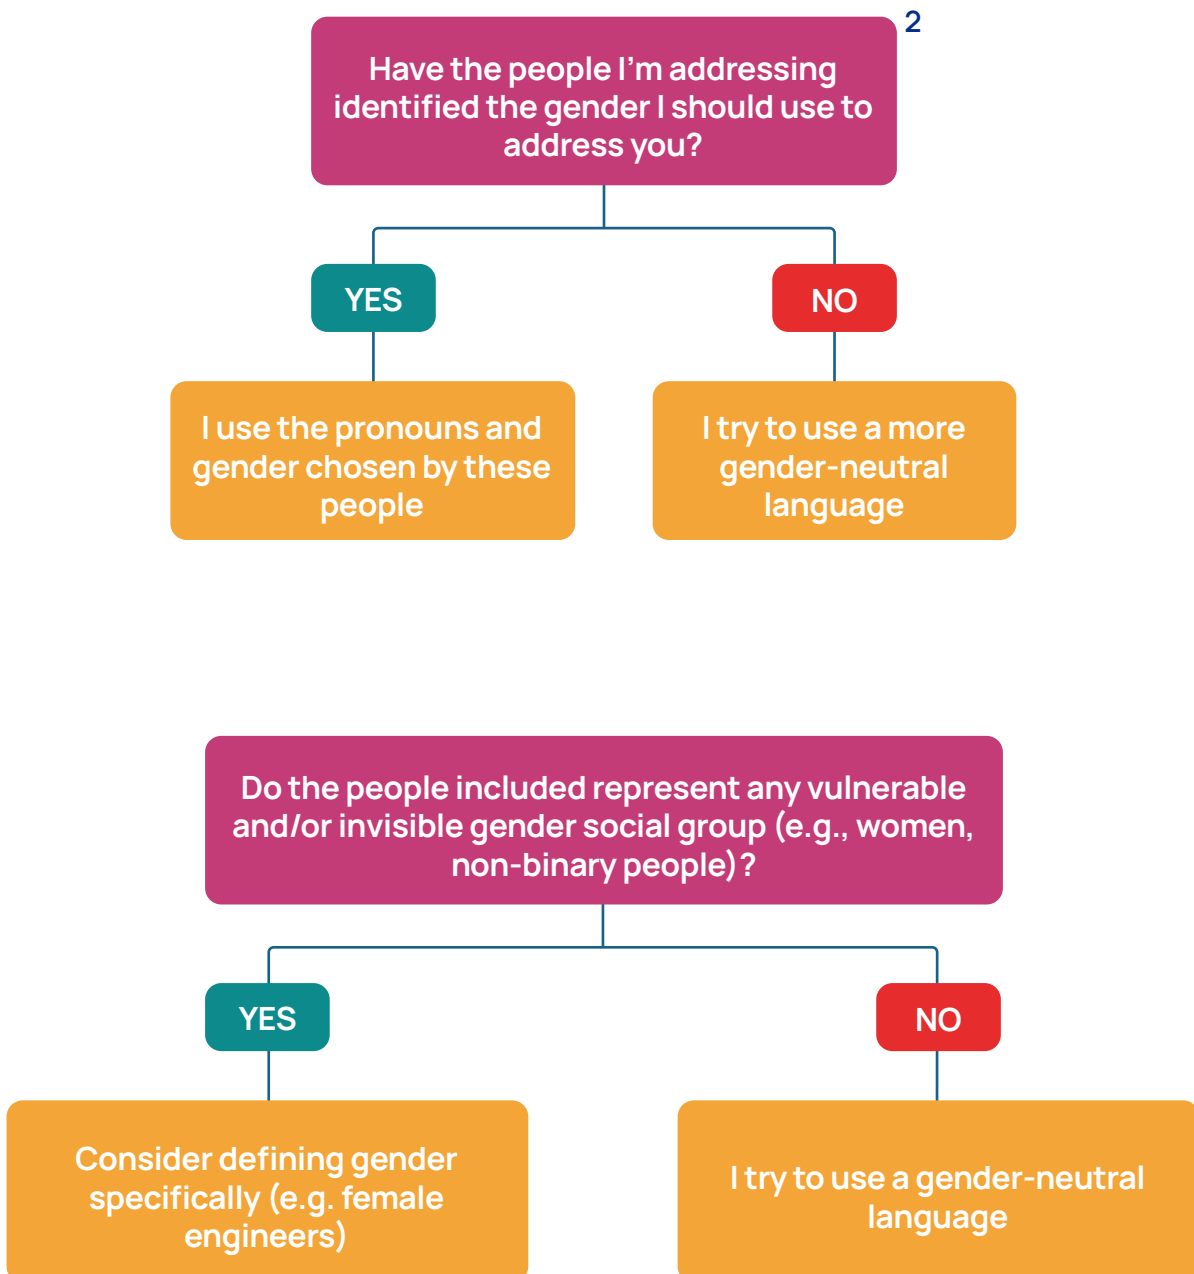 2
Have the people I'm addressing
identified the gender I should use to
address you?
YES
NO
I use the pronouns and
gender chosen by these
people
I try to use a more
gender-neutral
language
Do the people included represent any vulnerable
and/or invisible gender social group (e.g., women,
non-binary people)?
YES
NO
Consider defining gender
specifically (e.g. female
engineers)
I try to use a gender-neutral
language